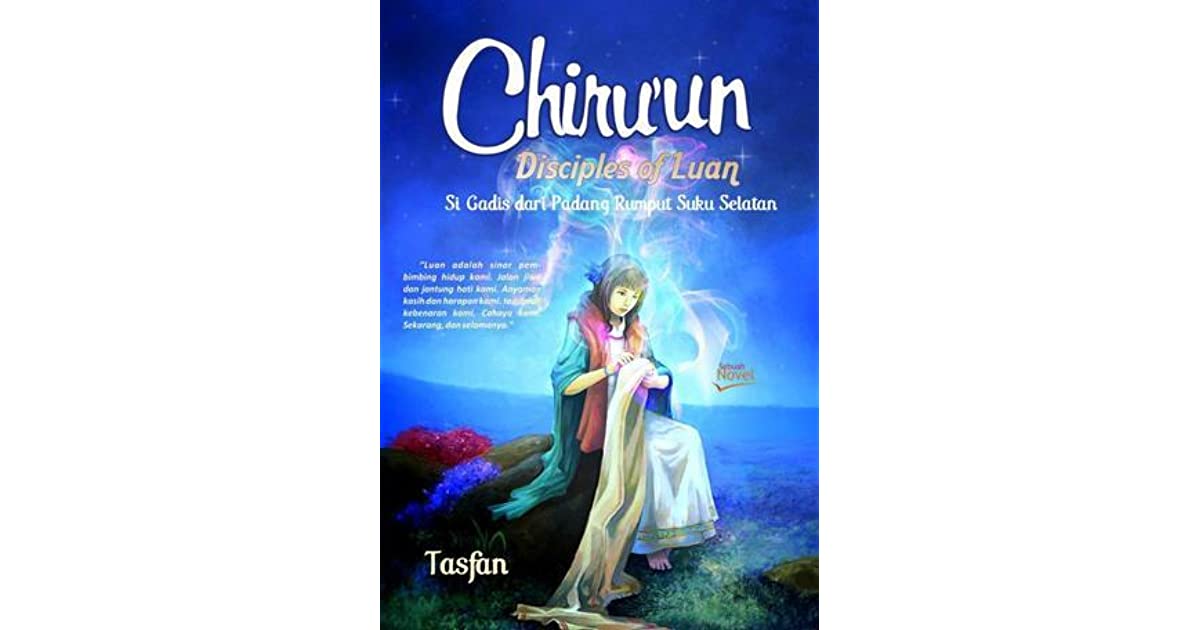 Chiru'un
Disciples of Luan
Si Gadis dari Padang Rumput Suku Selatan
"Luan adalah sinar pem-
bimbing hidup kami. Jalan jiwa
dan jantung hati kami. Anyaman
kasih dan harapan kami.
kebenaran kami. Cahaya kami.
Sekarang, dan selamanya."
Sebuah
Novel
Tasfan